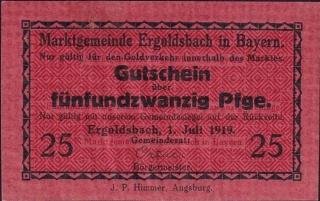 Marktgemeinde Ergoldsbach in Bayern.
Nur gültig für den Geldverkehr innerhalb des Marktes.
Gutschein
über
fünfundzwanzig Pfge.
Nur gültig mit unserem Gemeindesiegel auf der Rückseite.
Ergoldsbach, 1. Juli 1919.
Gemeinderat:
25 25
Bürgermeister
J. P. Himmer, Augsburg.